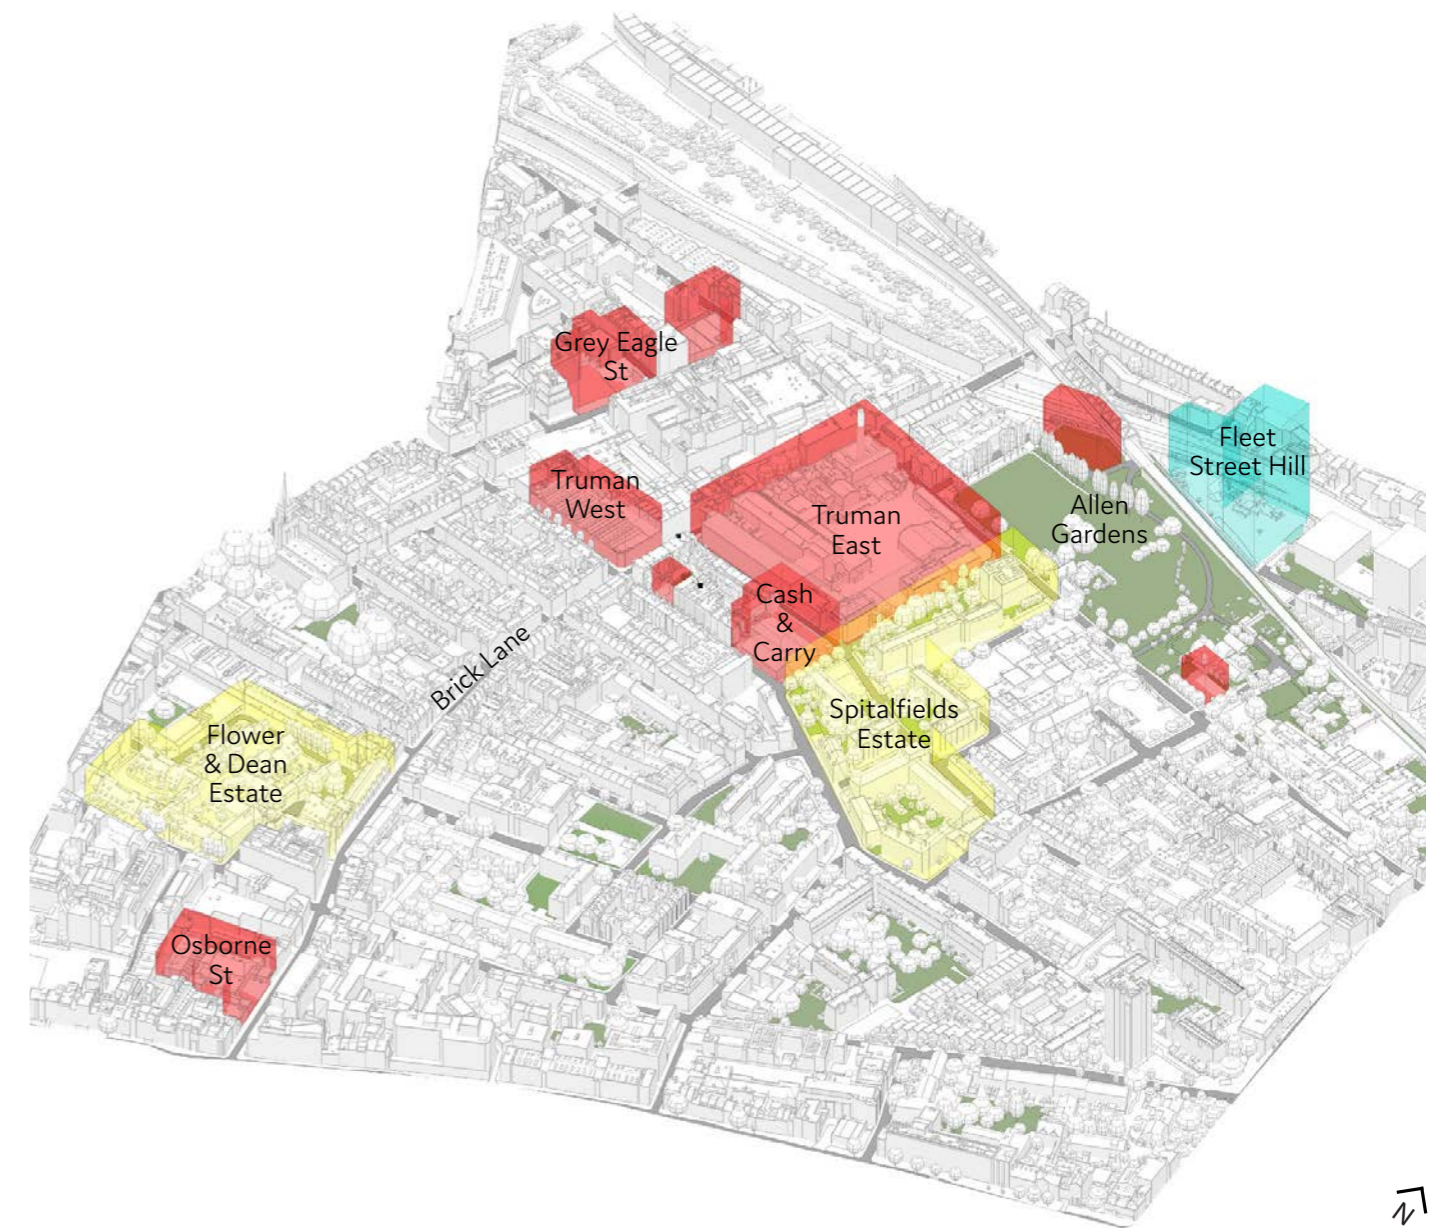 Grey Eagle
St
Truman
West
Truman
East
Fleet
Street Hill
Allen
Gardens
Cash
&
Carry
Brick Lane
Spitalfields
Estate
Flower
& Dean
Estate
Osborne
St
N